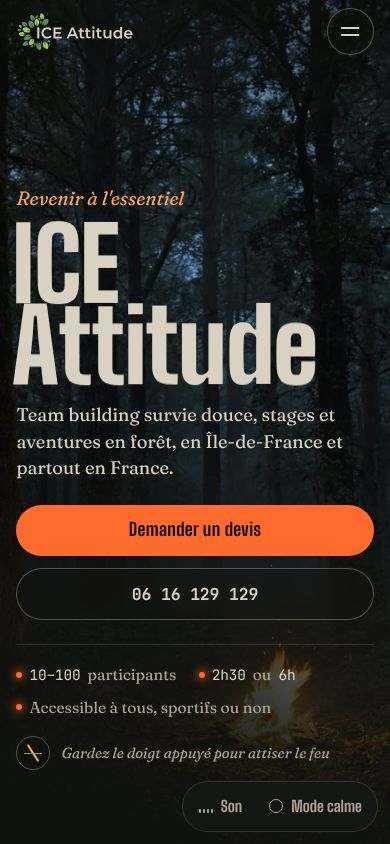 ICE Attitude
Revenir à l'essentiel
ICE
Attitude
Team building survie douce, stages et
aventures en forêt, en Île-de-France et
partout en France.
Demander un devis
06 16 129 129
10–100 participants 2h30 ou 6h
Accessible à tous, sportifs ou non
Gardez le doigt appuyé pour attiser le feu
Son Mode calme